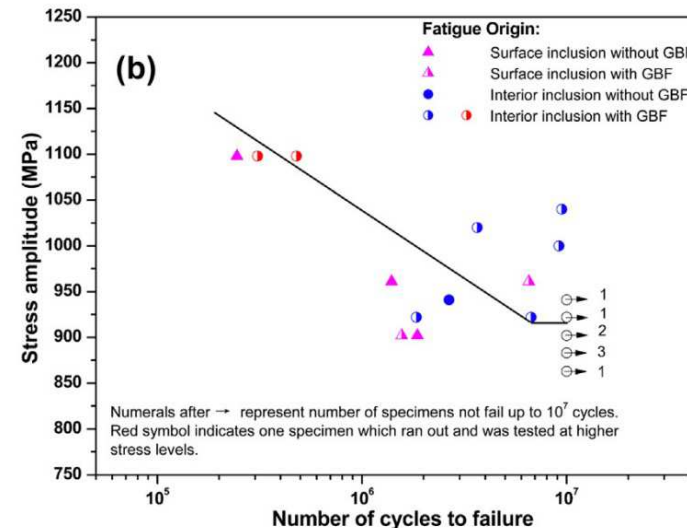 1250
1200
1150
1100
1050
1000
950
900
850
800
750
Stress amplitude (MPa)
(b)
Fatigue Origin:
Surface inclusion without GBF
Surface inclusion with GBF
Interior inclusion without GBF
Interior inclusion with GBF
1
1
2
3
1
Numerals after → represent number of specimens not fail up to 10⁷ cycles.
Red symbol indicates one specimen which ran out and was tested at higher
stress levels.
10⁵
10⁶
10⁷
Number of cycles to failure